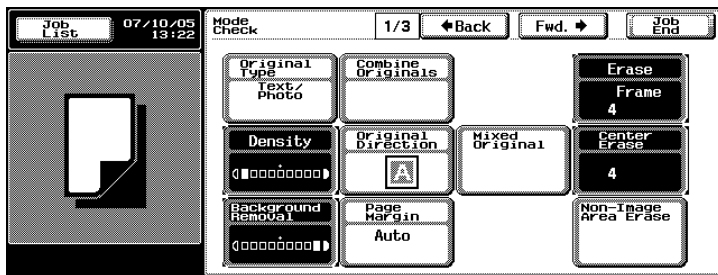 Job
List
07/10/05
13:22
Mode
Check
1/3
Back
Fwd.
Job
End
Original
Type
Text/
Photo
Combine
Originals
Erase
Frame
4
Density
Original
Direction
A
Mixed
Original
Center
Erase
4
Background
Removal
Page
Margin
Auto
Non-Image
Area Erase